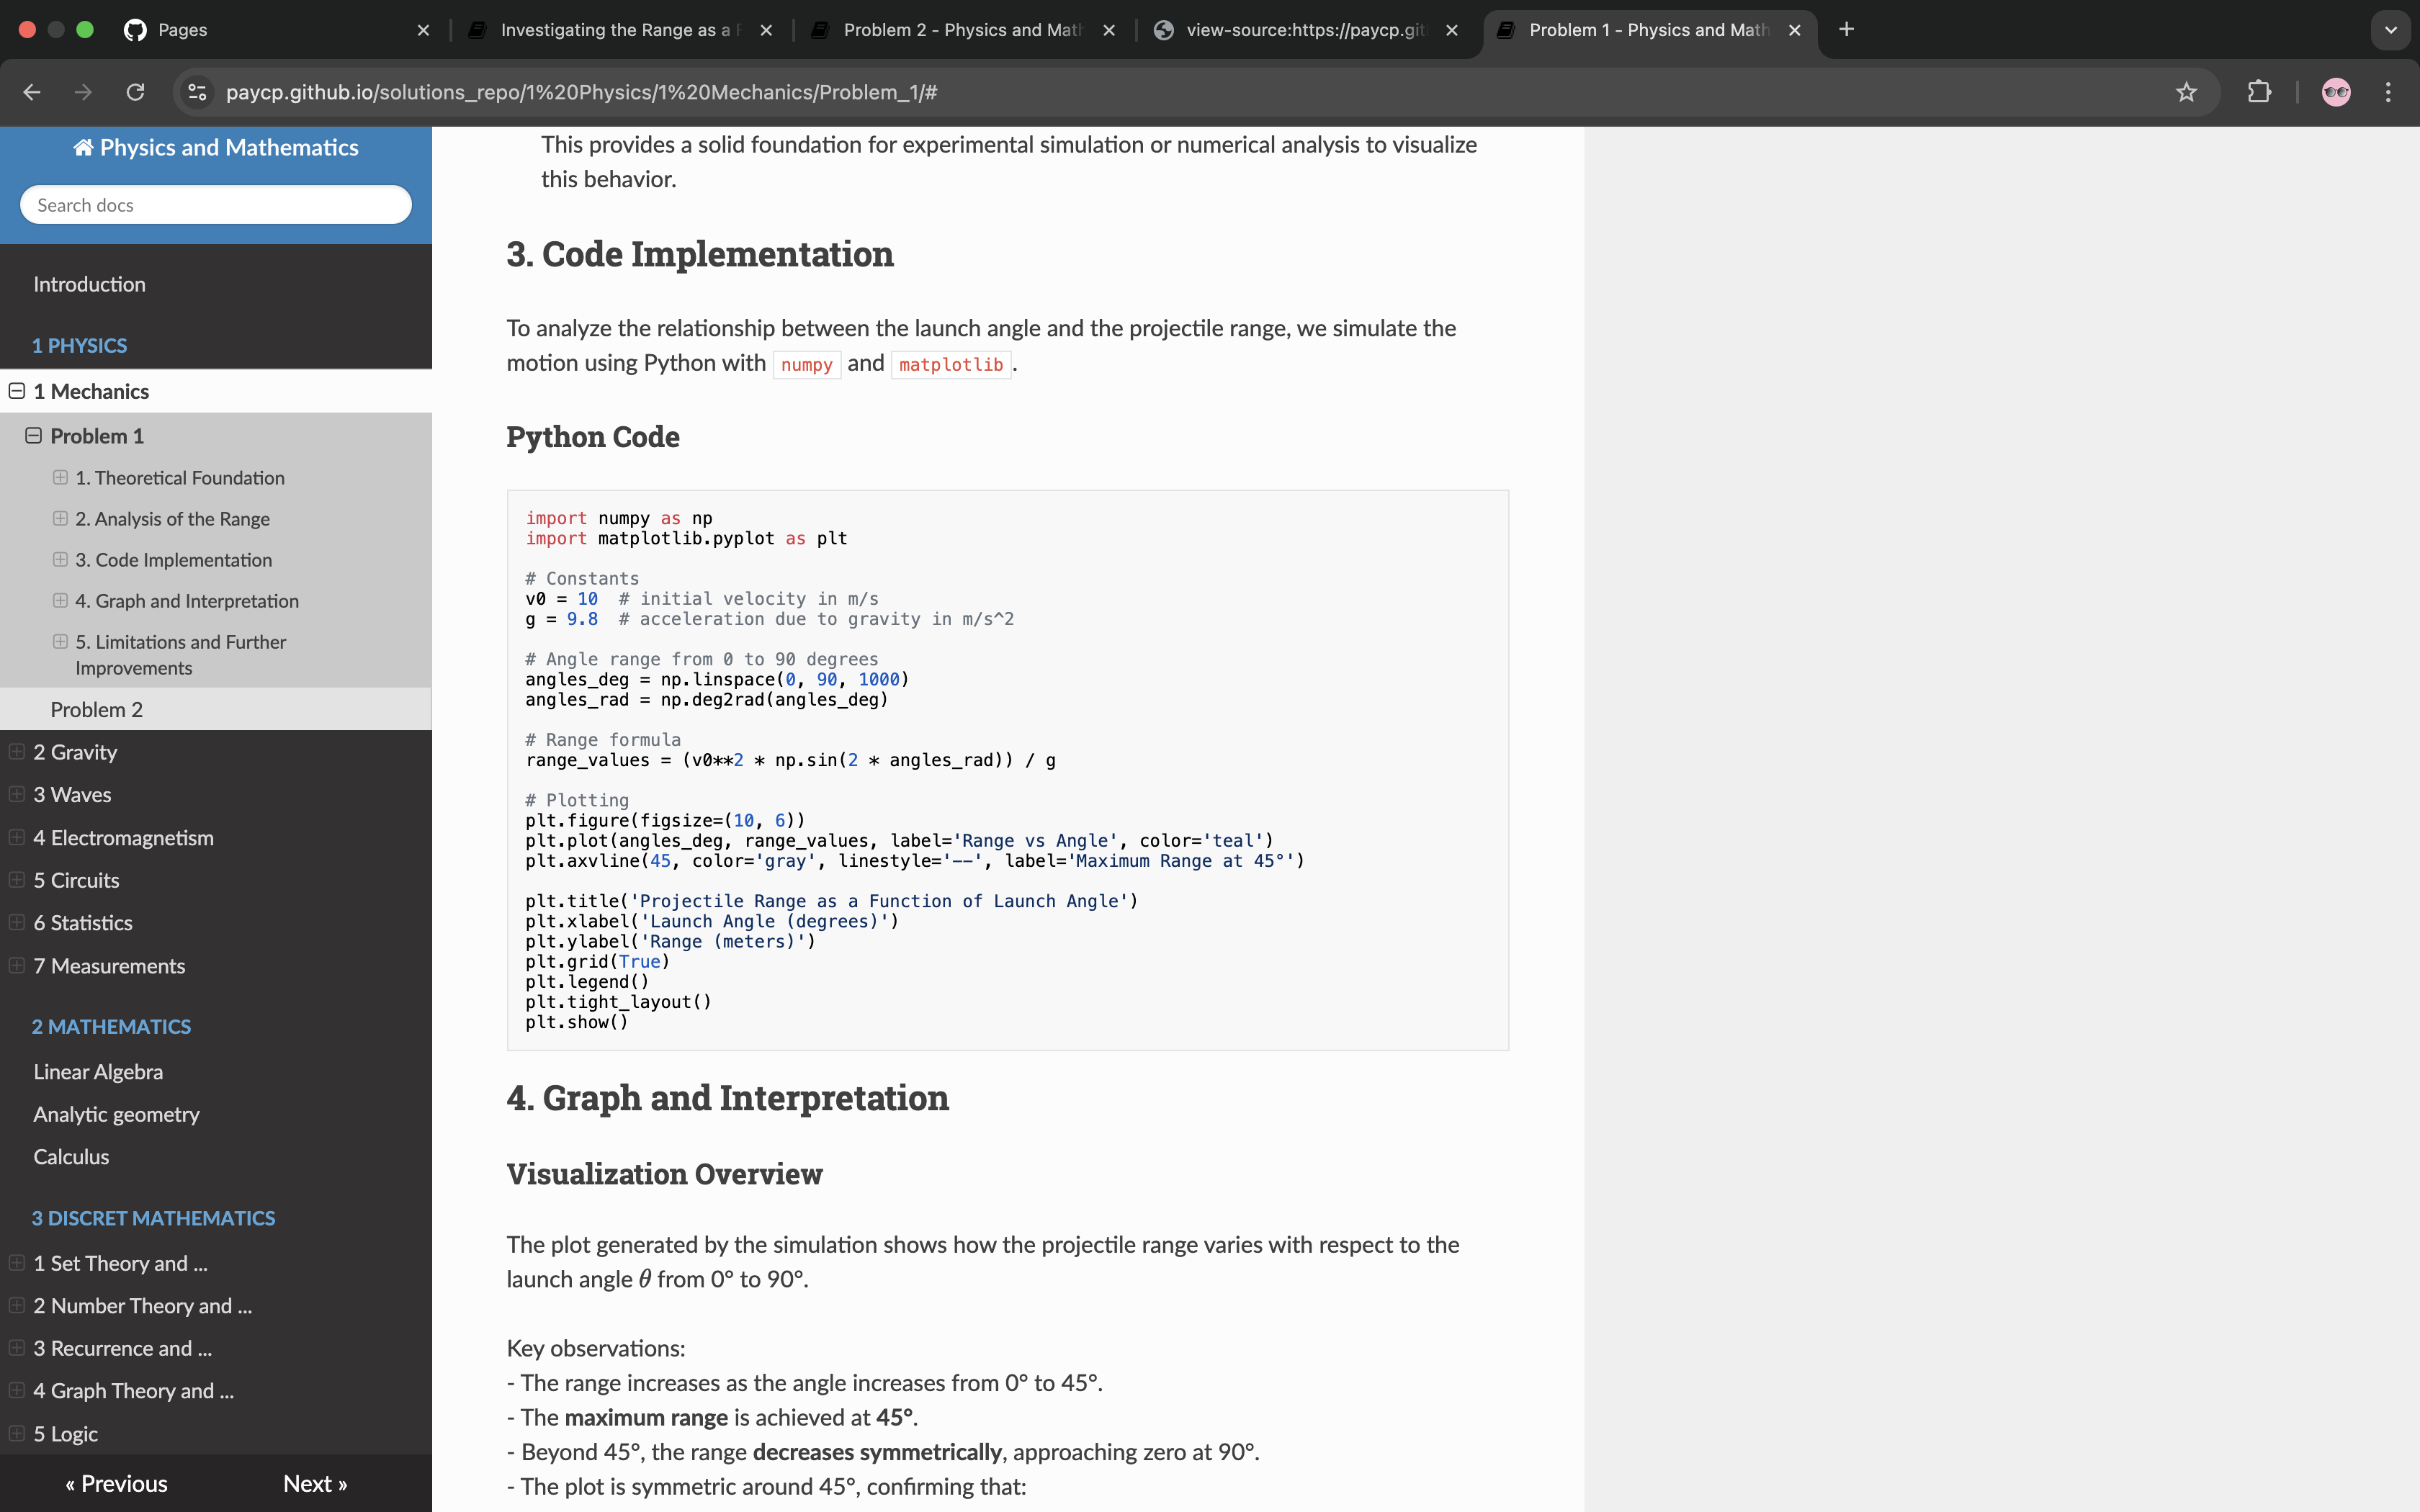 Pages
Investigating the Range as a F
Problem 2 - Physics and Math
view-source:https://paycp.git
Problem 1 - Physics and Math
paycp.github.io/solutions_repo/1%20Physics/1%20Mechanics/Problem_1/#
Physics and Mathematics
Search docs
Introduction
1 PHYSICS
1 Mechanics
Problem 1
1. Theoretical Foundation
2. Analysis of the Range
3. Code Implementation
4. Graph and Interpretation
5. Limitations and Further
Improvements
Problem 2
2 Gravity
3 Waves
4 Electromagnetism
5 Circuits
6 Statistics
7 Measurements
2 MATHEMATICS
Linear Algebra
Analytic geometry
Calculus
3 DISCRET MATHEMATICS
1 Set Theory and ...
2 Number Theory and ...
3 Recurrence and ...
4 Graph Theory and ...
5 Logic
« Previous
Next »
This provides a solid foundation for experimental simulation or numerical analysis to visualize
this behavior.
3. Code Implementation
To analyze the relationship between the launch angle and the projectile range, we simulate the
motion using Python with numpy and matplotlib.
Python Code
import numpy as np
import matplotlib.pyplot as plt
# Constants
v0 = 10  # initial velocity in m/s
g = 9.8  # acceleration due to gravity in m/s^2
# Angle range from 0 to 90 degrees
angles_deg = np.linspace(0, 90, 1000)
angles_rad = np.deg2rad(angles_deg)
# Range formula
range_values = (v0**2 * np.sin(2 * angles_rad)) / g
# Plotting
plt.figure(figsize=(10, 6))
plt.plot(angles_deg, range_values, label='Range vs Angle', color='teal')
plt.axvline(45, color='gray', linestyle='--', label='Maximum Range at 45°')
plt.title('Projectile Range as a Function of Launch Angle')
plt.xlabel('Launch Angle (degrees)')
plt.ylabel('Range (meters)')
plt.grid(True)
plt.legend()
plt.tight_layout()
plt.show()
4. Graph and Interpretation
Visualization Overview
The plot generated by the simulation shows how the projectile range varies with respect to the
launch angle θ from 0° to 90°.
Key observations:
- The range increases as the angle increases from 0° to 45°.
- The maximum range is achieved at 45°.
- Beyond 45°, the range decreases symmetrically, approaching zero at 90°.
- The plot is symmetric around 45°, confirming that: